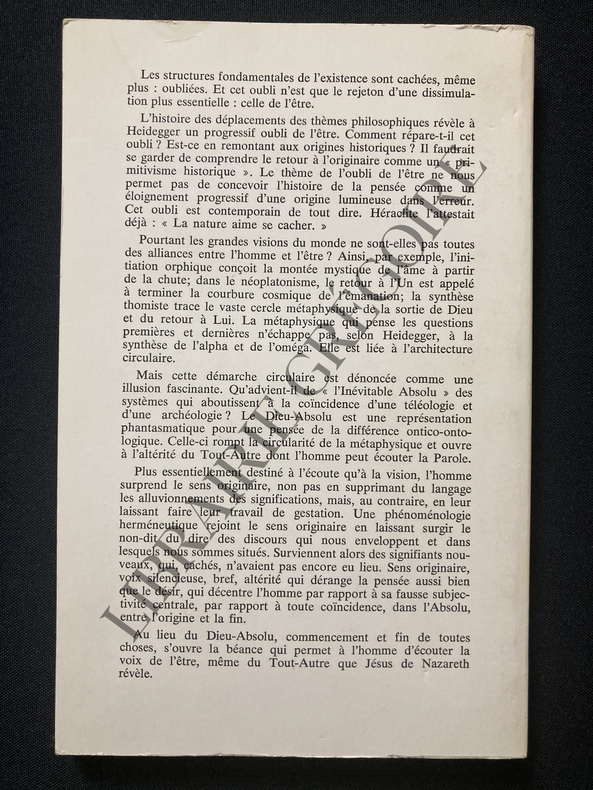 Les structures fondamentales de l'existence sont cachées, même
plus : oubliées. Et cet oubli n'est que le rejeton d'une dissimula-
tion plus essentielle : celle de l'être.
L'histoire des déplacements des thèmes philosophiques révèle à
Heidegger un progressif oubli de l'être. Comment répare-t-il cet
oubli ? Est-ce en remontant aux origines historiques ? Il faudrait
se garder de comprendre le retour à l'originaire comme un « pri-
mitivisme historique ». Le thème de l'oubli de l'être ne nous
permet pas de concevoir l'histoire de la pensée comme un
éloignement progressif d'une origine lumineuse dans l'erreur.
Cet oubli est contemporain de tout dire. Héraclite l'attestait
déjà : « La nature aime se cacher. »
Pourtant les grandes visions du monde ne sont-elles pas toutes
des alliances entre l'homme et l'être ? Ainsi, par exemple, l'ini-
tiation orphique conçoit la montée mystique de l'âme à partir
de la chute; dans le néoplatonisme, le retour à l'Un est appelé
à terminer la courbure cosmique de l'émanation; la synthèse
thomiste trace le vaste cercle métaphysique de la sortie de Dieu
et du retour à Lui. La métaphysique qui pense les questions
premières et dernières n'échappe pas, selon Heidegger, à la
synthèse de l'alpha et de l'oméga. Elle est liée à l'architecture
circulaire.
Mais cette démarche circulaire est dénoncée comme une
illusion fascinante. Qu'advient-il de « l'Inévitable Absolu » des
systèmes qui aboutissent à la coïncidence d'une téléologie et
d'une archéologie ? Le Dieu-Absolu est une représentation
phantasmatique pour une pensée de la différence ontico-onto-
logique. Celle-ci rompt la circularité de la métaphysique et ouvre
à l'altérité du Tout-Autre dont l'homme peut écouter la Parole.
Plus essentiellement destiné à l'écoute qu'à la vision, l'homme
surprend le sens originaire, non pas en supprimant du langage
les alluvionnements des significations, mais, au contraire, en leur
laissant faire leur travail de gestation. Une phénoménologie
herméneutique rejoint le sens originaire en laissant surgir le
non-dit du dire, des discours qui nous enveloppent et dans
lesquels nous sommes situés. Surviennent alors des signifiants nou-
veaux, qui, cachés, n'avaient pas encore eu lieu. Sens originaire,
voix silencieuse, bref, altérité qui dérange la pensée aussi bien
que le désir, qui décentre l'homme par rapport à sa fausse subjec-
tivité centrale, par rapport à toute coïncidence, dans l'Absolu,
entre l'origine et la fin.
Au lieu du Dieu-Absolu, commencement et fin de toutes
choses, s'ouvre la béance qui permet à l'homme d'écouter la
voix de l'être, même du Tout-Autre que Jésus de Nazareth
révèle.
LIBRAIRIE GRÉGOIRE